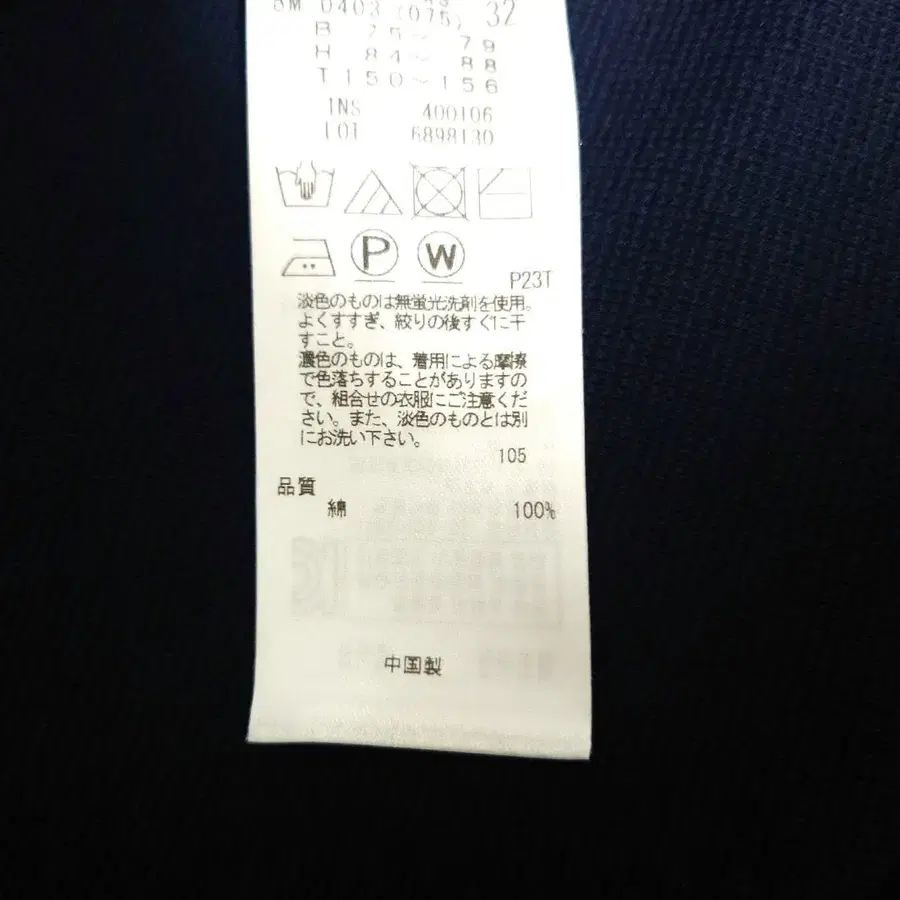 0403 (075) 32
B 75～ 79
H 84～ 88
T150～156
INS 400106
LOT 6898130
P W
P23T
淡色のものは無蛍光洗剤を使用。
よくすすぎ、絞りの後すぐに干
すこと。
濃色のものは、着用による摩擦
で色落ちすることがありますの
で、組合せの衣服にご注意くだ
さい。また、淡色のものとは別
にお洗い下さい。
105
品質
綿 100%
中国製